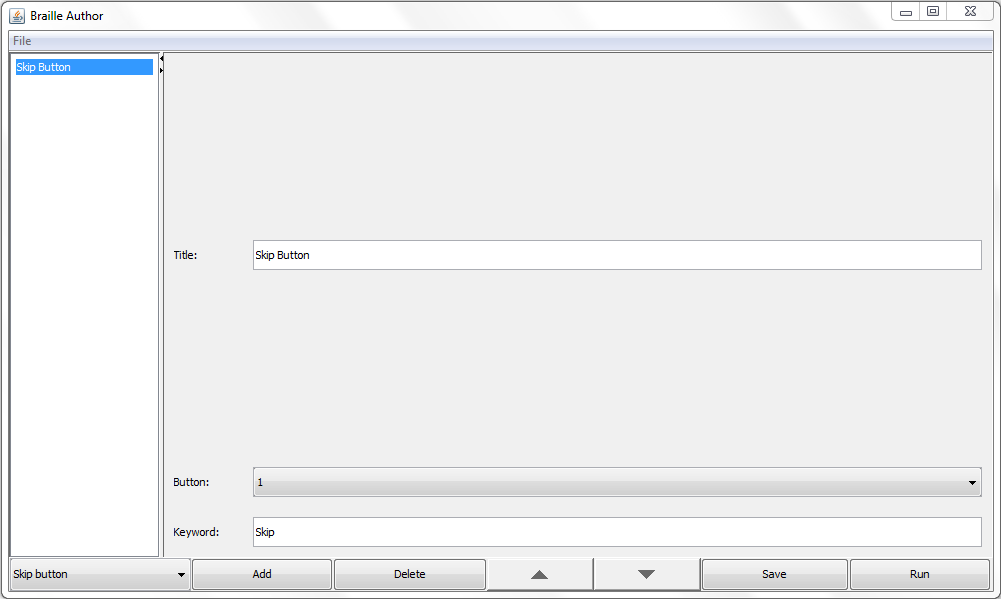 Braille Author
File
Skip Button
Title:
Skip Button
Button:
1
Keyword:
Skip
Skip button
Add
Delete
Save
Run